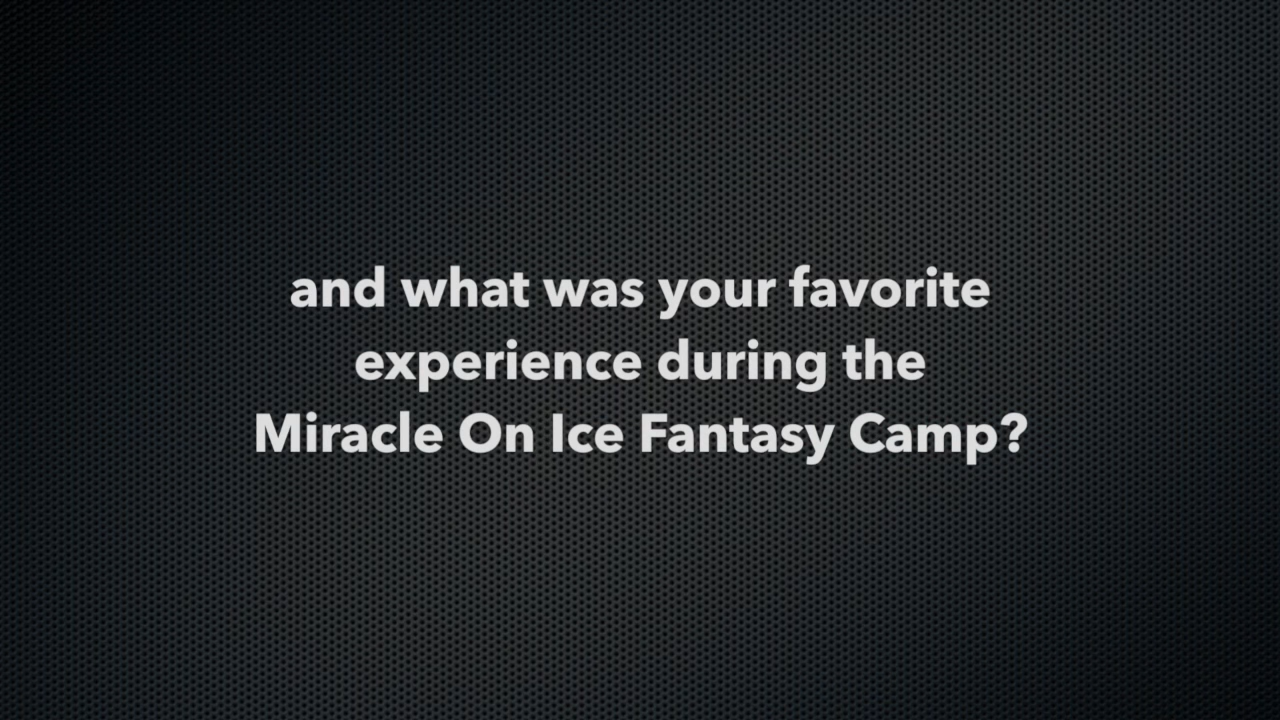 and what was your favorite
experience during the
Miracle On Ice Fantasy Camp?